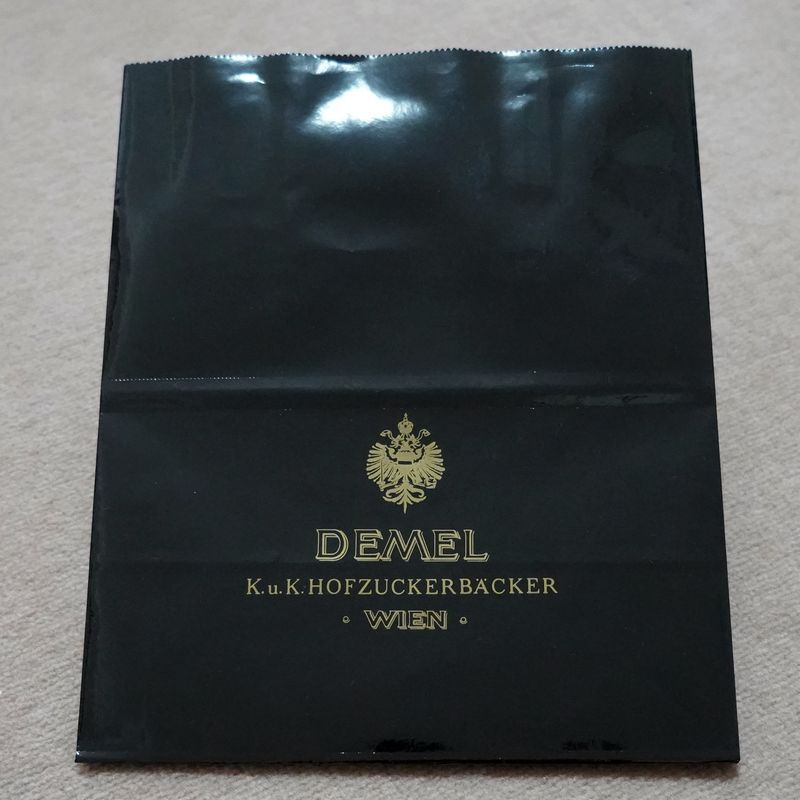 DEMEL
K.u.K.HOFZUCKERBÄCKER
· WIEN ·